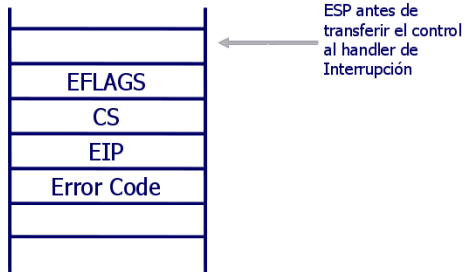 ESP antes de
transferir el control
al handler de
Interrupción
EFLAGS
CS
EIP
Error Code